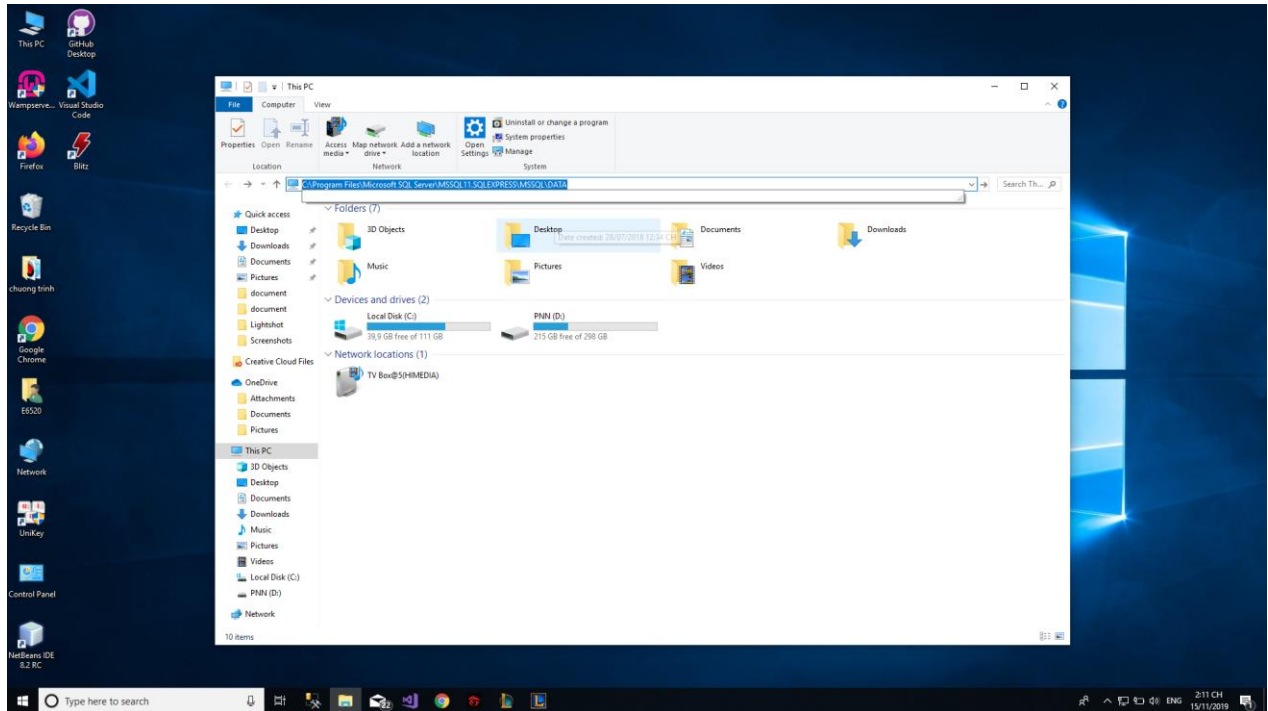 This PC
GitHub
Desktop
Wampserve...
Visual Studio
Code
Firefox
Blitz
Recycle Bin
chuong trinh
Google
Chrome
E6520
Network
UniKey
Control Panel
NetBeans IDE
8.2 RC
This PC
File Computer View
Properties Open Rename
Access media
Map network drive
Add a network location
Open Settings
Uninstall or change a program
System properties
Manage
Location Network System
C:\Program Files\Microsoft SQL Server\MSSQL11.SQLEXPRESS\MSSQL\DATA
Search Th...
Quick access
Desktop
Downloads
Documents
Pictures
document
document
Lightshot
Screenshots
Creative Cloud Files
OneDrive
Attachments
Documents
Pictures
This PC
3D Objects
Desktop
Documents
Downloads
Music
Pictures
Videos
Local Disk (C:)
PNN (D:)
Network
Folders (7)
3D Objects
Desktop
Date created: 28/07/2018 12:34 CH
Documents
Downloads
Music
Pictures
Videos
Devices and drives (2)
Local Disk (C:)
39,9 GB free of 111 GB
PNN (D:)
215 GB free of 298 GB
Network locations (1)
TV Box@5(HIMEDIA)
10 items
Type here to search
22
ENG
2:11 CH
15/11/2019